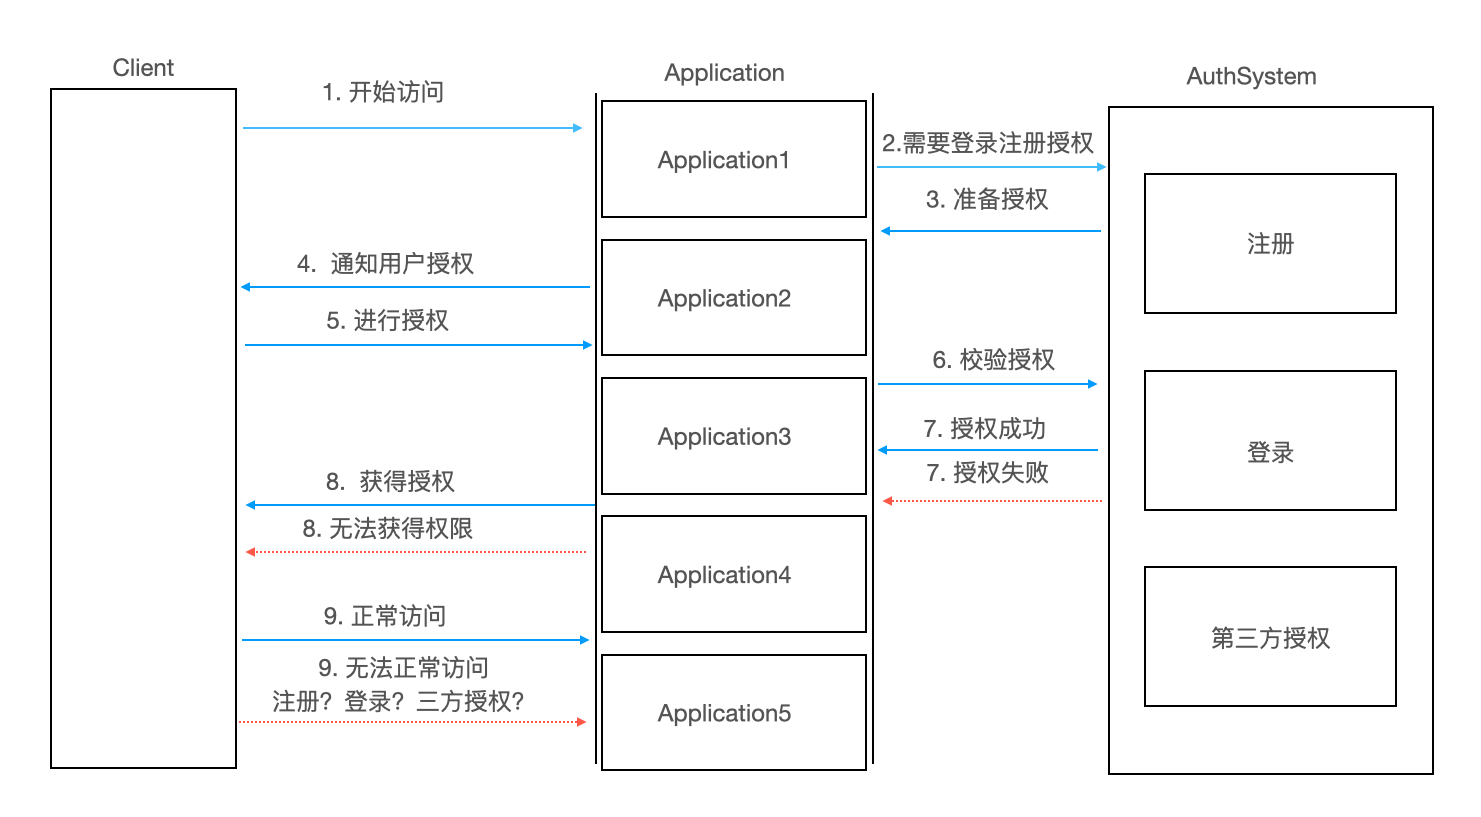 Client
Application
AuthSystem
1. 开始访问
Application1
2.需要登录注册授权
3. 准备授权
注册
4. 通知用户授权
Application2
5. 进行授权
6. 校验授权
Application3
7. 授权成功
登录
7. 授权失败
8. 获得授权
8. 无法获得权限
Application4
9. 正常访问
第三方授权
9. 无法正常访问
注册？登录？三方授权？
Application5